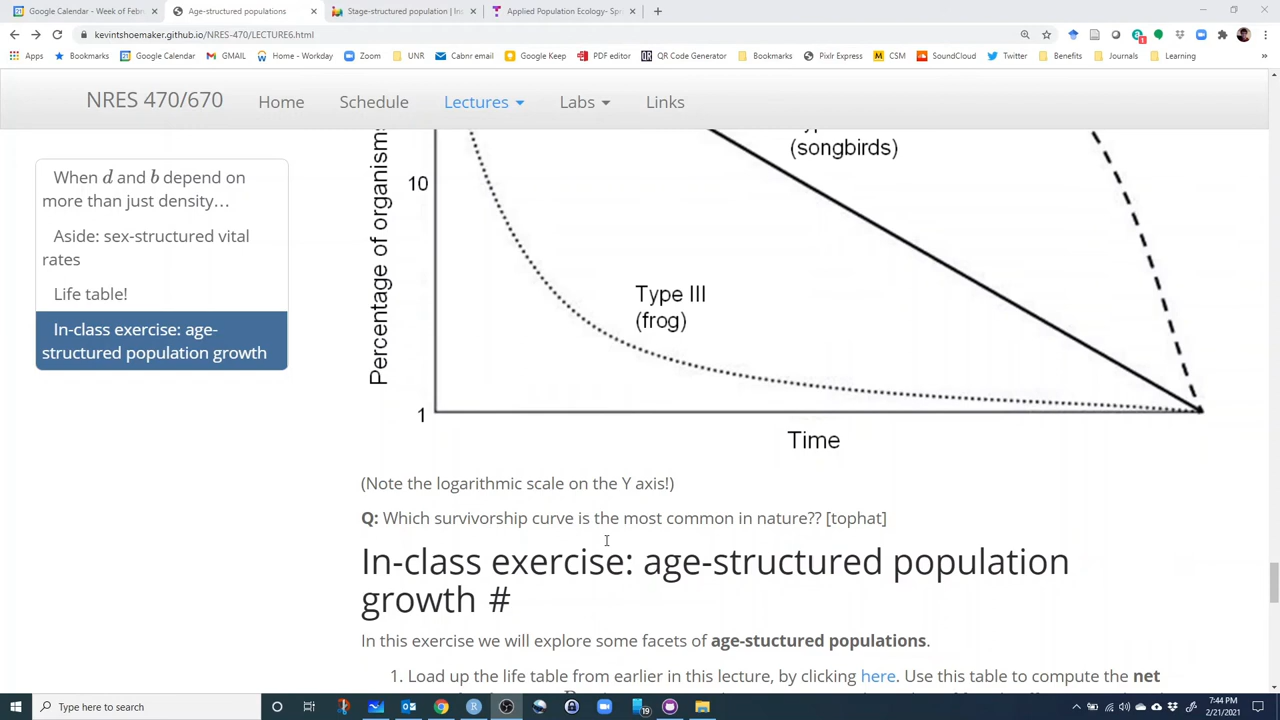 Google Calendar - Week of Febru
Age-structured populations
Stage-structured population | In
Applied Population Ecology- Sp
kevintshoemaker.github.io/NRES-470/LECTURE6.html
Apps
Bookmarks
Google Calendar
GMAIL
Home - Workday
Zoom
UNR
Cabnr email
Google Keep
PDF editor
QR Code Generator
Bookmarks
Pixlr Express
CSM
SoundCloud
Twitter
Benefits
Journals
Learning
NRES 470/670
Home
Schedule
Lectures
Labs
Links
When d and b depend on
more than just density…
Aside: sex-structured vital
rates
Life table!
In-class exercise: age-
structured population growth
Percentage of organisms
10
1
(songbirds)
Type III
(frog)
Time
(Note the logarithmic scale on the Y axis!)
Q: Which survivorship curve is the most common in nature?? [tophat]
In-class exercise: age-structured population
growth #
In this exercise we will explore some facets of age-stuctured populations.
1. Load up the life table from earlier in this lecture, by clicking here. Use this table to compute the net
Type here to search
19
7:44 PM
2/21/2021